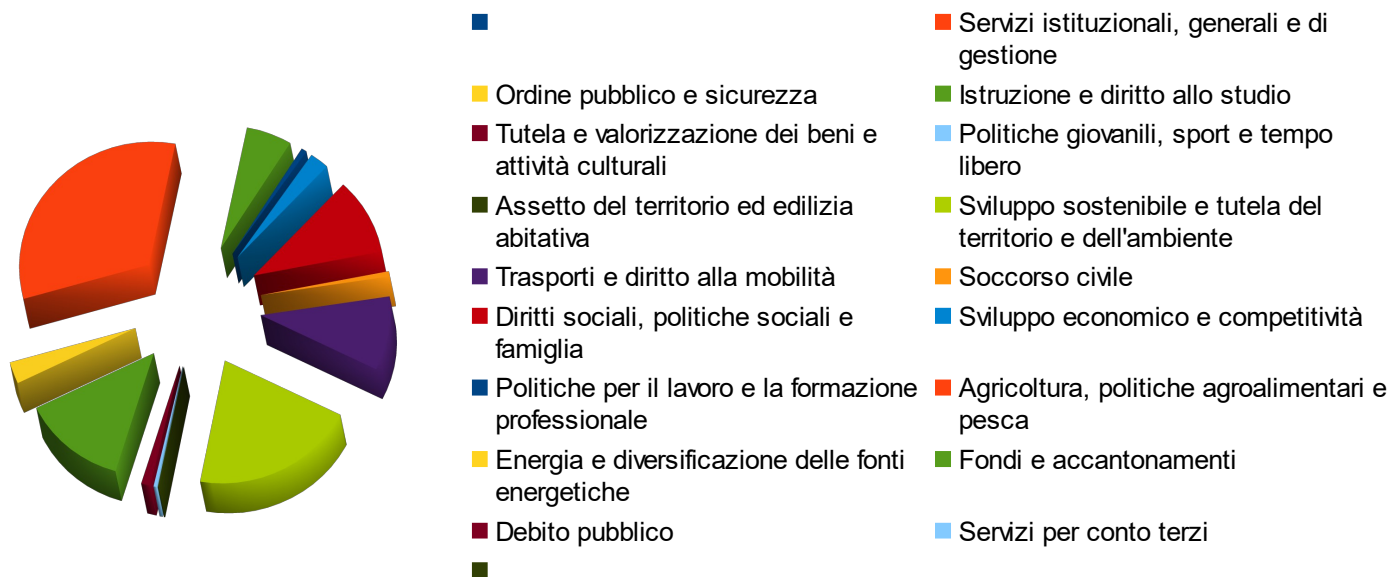 Servizi istituzionali, generali e di
gestione
Ordine pubblico e sicurezza
Istruzione e diritto allo studio
Tutela e valorizzazione dei beni e
attività culturali
Politiche giovanili, sport e tempo
libero
Assetto del territorio ed edilizia
abitativa
Sviluppo sostenibile e tutela del
territorio e dell'ambiente
Trasporti e diritto alla mobilità
Soccorso civile
Diritti sociali, politiche sociali e
famiglia
Sviluppo economico e competitività
Politiche per il lavoro e la formazione
professionale
Agricoltura, politiche agroalimentari e
pesca
Energia e diversificazione delle fonti
energetiche
Fondi e accantonamenti
Debito pubblico
Servizi per conto terzi